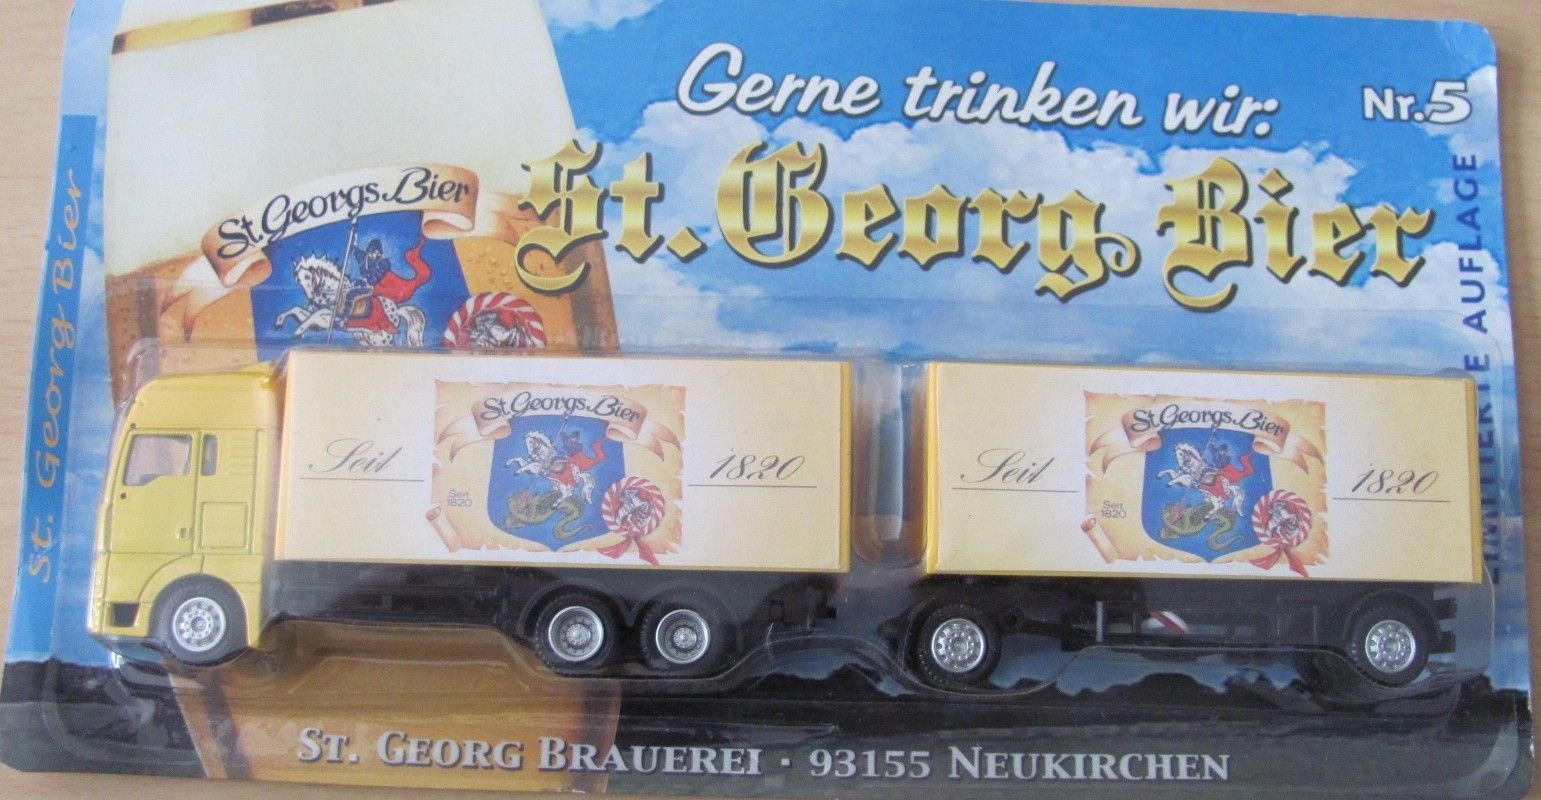 Gerne trinken wir:
Nr.5
St. Georg Bier
LIMITIERTE AUFLAGE
St. Georg Bier
St. Georgs Bier
Seit
St. Georgs Bier
Seit
1820
1820
Seit
St. Georgs Bier
Seit
1820
1820
ST. GEORG BRAUEREI · 93155 NEUKIRCHEN